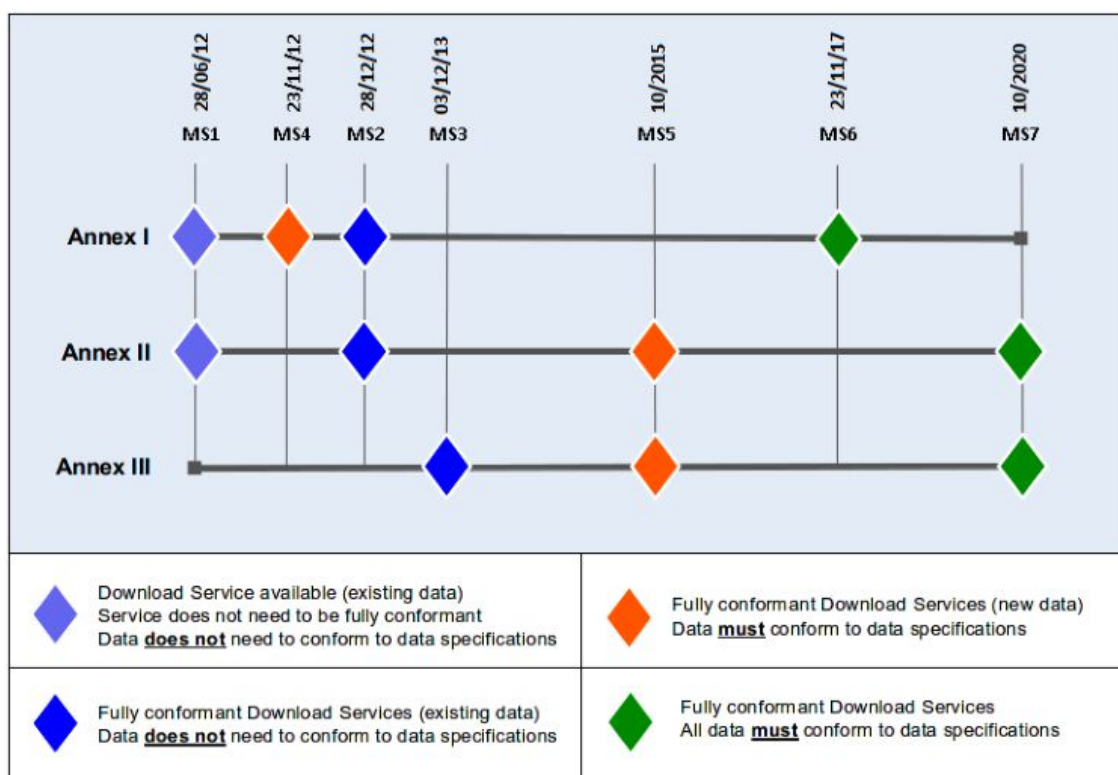 28/06/12
23/11/12
28/12/12
03/12/13
10/2015
23/11/17
10/2020
MS1
MS4
MS2
MS3
MS5
MS6
MS7
Annex I
Annex II
Annex III
Download Service available (existing data)
Service does not need to be fully conformant
Data does not need to conform to data specifications
Fully conformant Download Services (new data)
Data must conform to data specifications
Fully conformant Download Services (existing data)
Data does not need to conform to data specifications
Fully conformant Download Services
All data must conform to data specifications